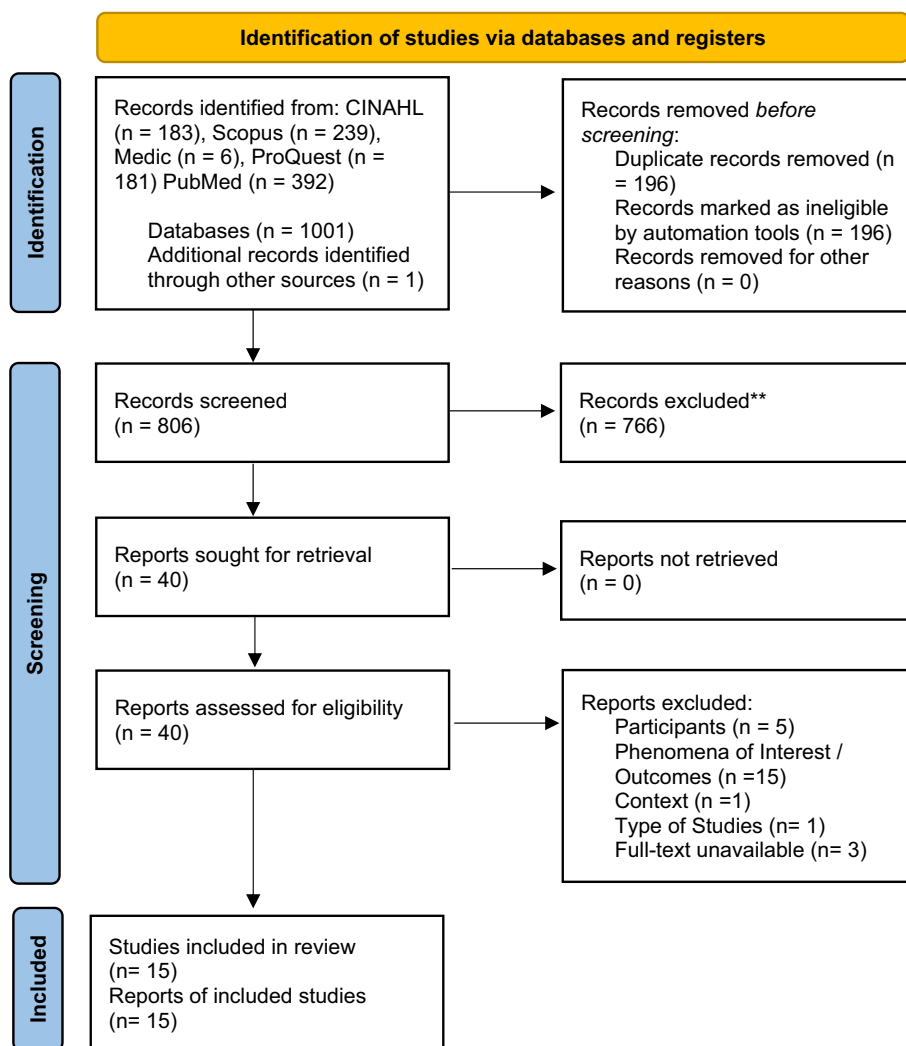 Identification of studies via databases and registers
Identification
Records identified from: CINAHL
(n = 183), Scopus (n = 239),
Medic (n = 6), ProQuest (n =
181) PubMed (n = 392)
Databases (n = 1001)
Additional records identified
through other sources (n = 1)
Records removed before
screening:
Duplicate records removed (n
= 196)
Records marked as ineligible
by automation tools (n = 196)
Records removed for other
reasons (n = 0)
Screening
Records screened
(n = 806)
Records excluded**
(n = 766)
Reports sought for retrieval
(n = 40)
Reports not retrieved
(n = 0)
Reports assessed for eligibility
(n = 40)
Reports excluded:
Participants (n = 5)
Phenomena of Interest /
Outcomes (n =15)
Context (n =1)
Type of Studies (n= 1)
Full-text unavailable (n= 3)
Included
Studies included in review
(n= 15)
Reports of included studies
(n= 15)